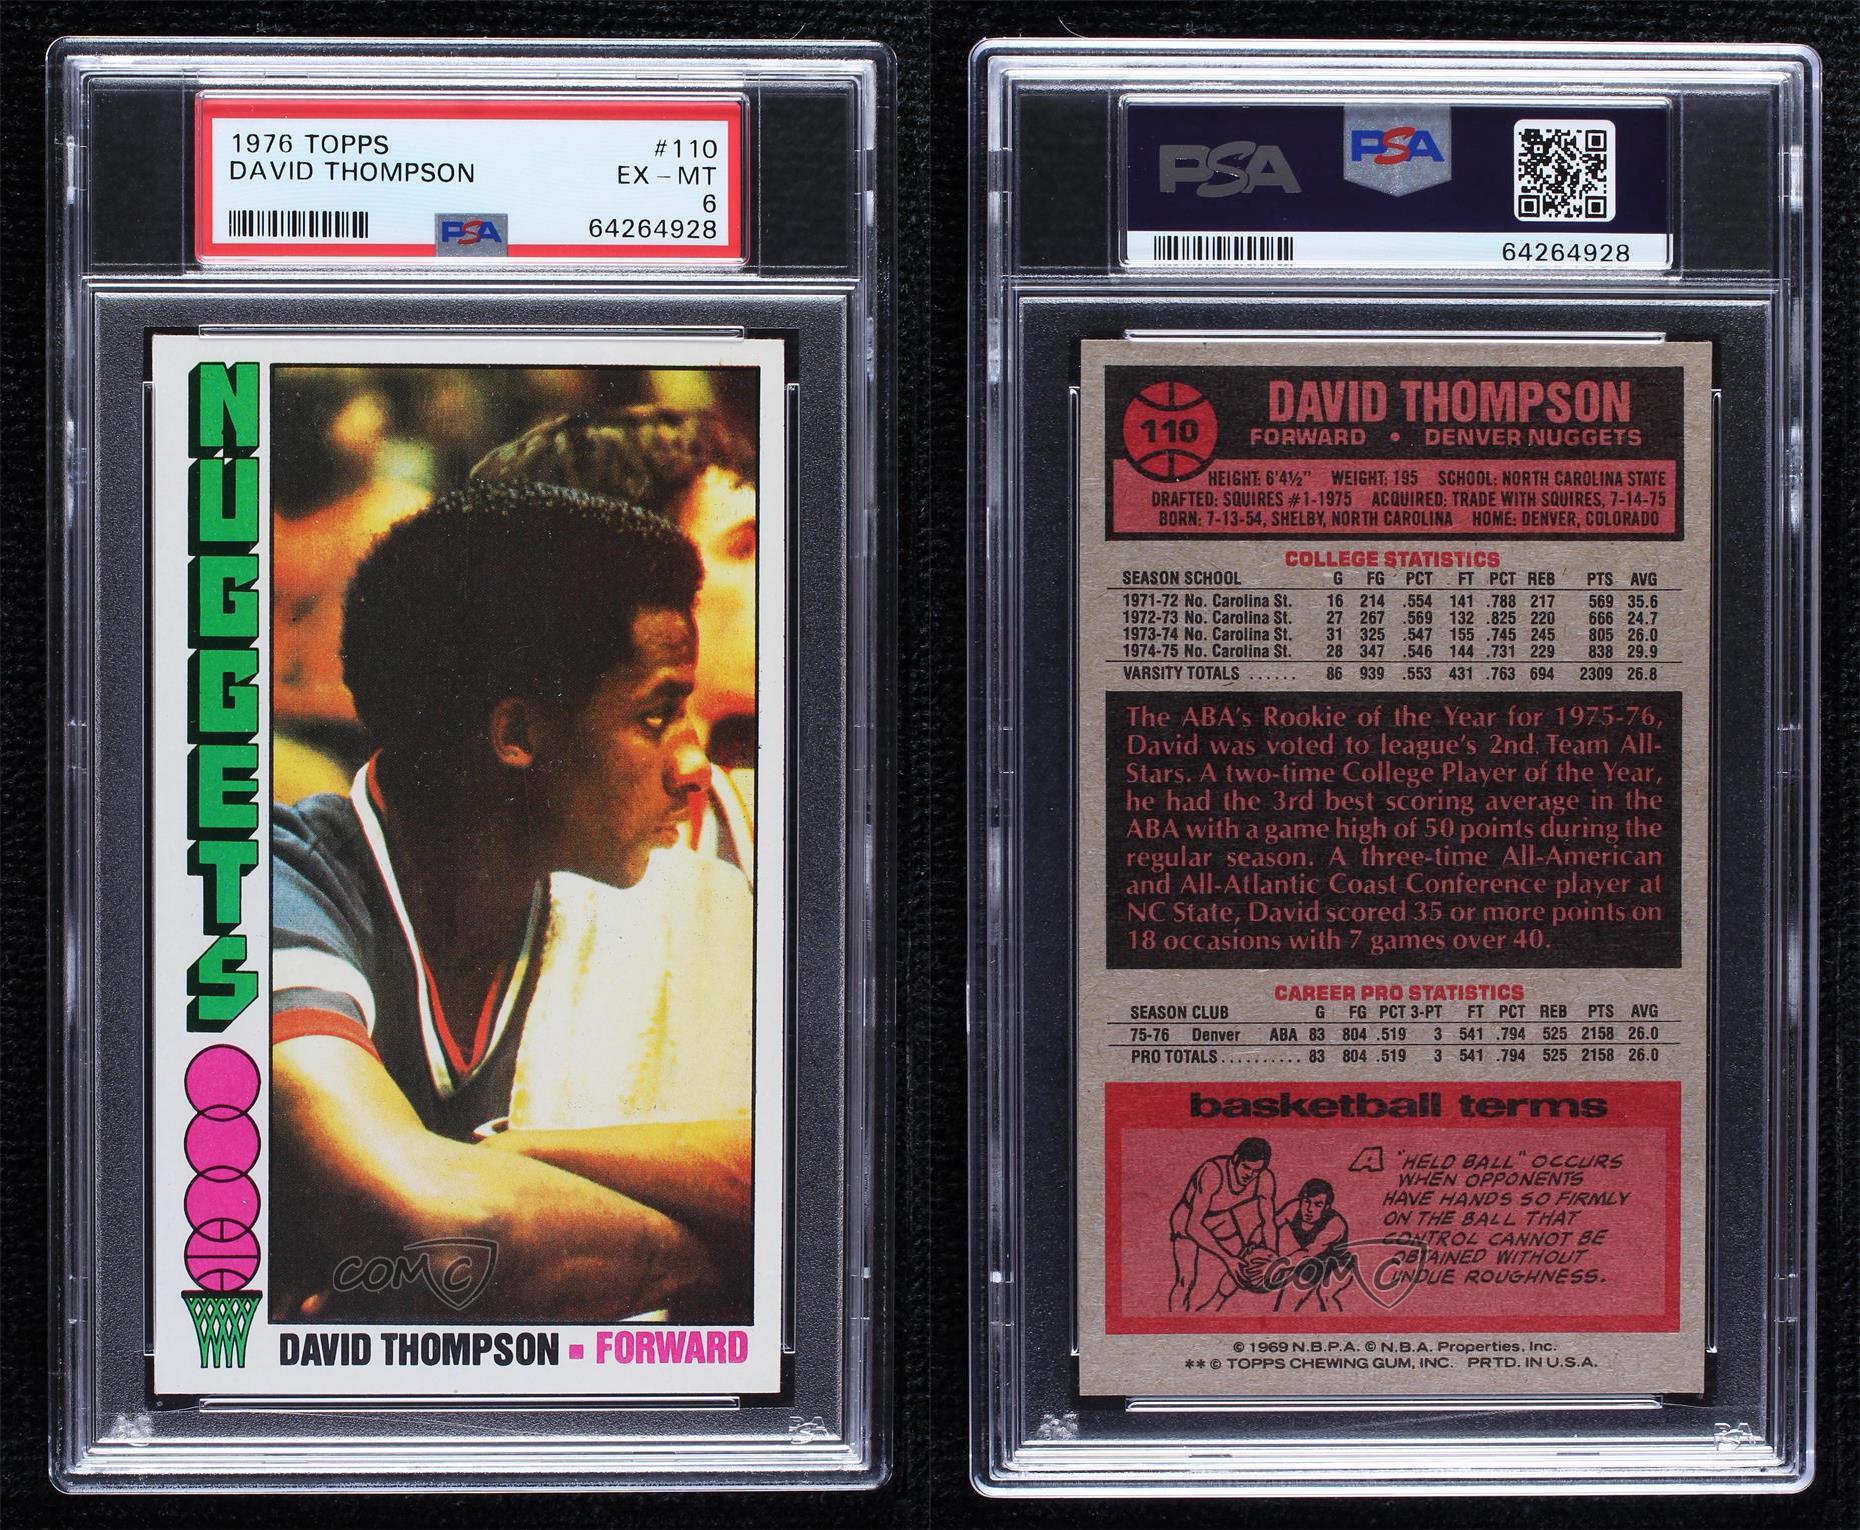 1976 TOPPS #110
DAVID THOMPSON EX - MT
6
PSA 64264928
NUGGETS
DAVID THOMPSON ▪ FORWARD
COMC
PSA
PSA PSA
64264928
110
DAVID THOMPSON
FORWARD • DENVER NUGGETS
HEIGHT: 6'4½" WEIGHT: 195 SCHOOL: NORTH CAROLINA STATE
DRAFTED: SQUIRES #1-1975 ACQUIRED: TRADE WITH SQUIRES, 7-14-75
BORN: 7-13-54, SHELBY, NORTH CAROLINA HOME: DENVER, COLORADO
COLLEGE STATISTICS
SEASON SCHOOL G FG PCT FT PCT REB PTS AVG
1971-72 No. Carolina St. 16 214 .554 141 .788 217 569 35.6
1972-73 No. Carolina St. 27 267 .569 132 .825 220 666 24.7
1973-74 No. Carolina St. 31 325 .547 155 .745 245 805 26.0
1974-75 No. Carolina St. 28 347 .546 144 .731 229 838 29.9
VARSITY TOTALS ...... 86 939 .553 431 .763 694 2309 26.8
The ABA's Rookie of the Year for 1975-76,
David was voted to league's 2nd Team All-
Stars. A two-time College Player of the Year,
he had the 3rd best scoring average in the
ABA with a game high of 50 points during the
regular season. A three-time All-American
and All-Atlantic Coast Conference player at
NC State, David scored 35 or more points on
18 occasions with 7 games over 40.
CAREER PRO STATISTICS
SEASON CLUB G FG PCT 3-PT FT PCT REB PTS AVG
75-76 Denver ABA 83 804 .519 3 541 .794 525 2158 26.0
PRO TOTALS.......... 83 804 .519 3 541 .794 525 2158 26.0
basketball terms
A "HELD BALL" OCCURS
WHEN OPPONENTS
HAVE HANDS SO FIRMLY
ON THE BALL THAT
CONTROL CANNOT BE
OBTAINED WITHOUT
UNDUE ROUGHNESS.
COMC
© 1969 N.B.P.A. © N.B.A. Properties, Inc.
** © TOPPS CHEWING GUM, INC. PRTD. IN U.S.A.
PSA